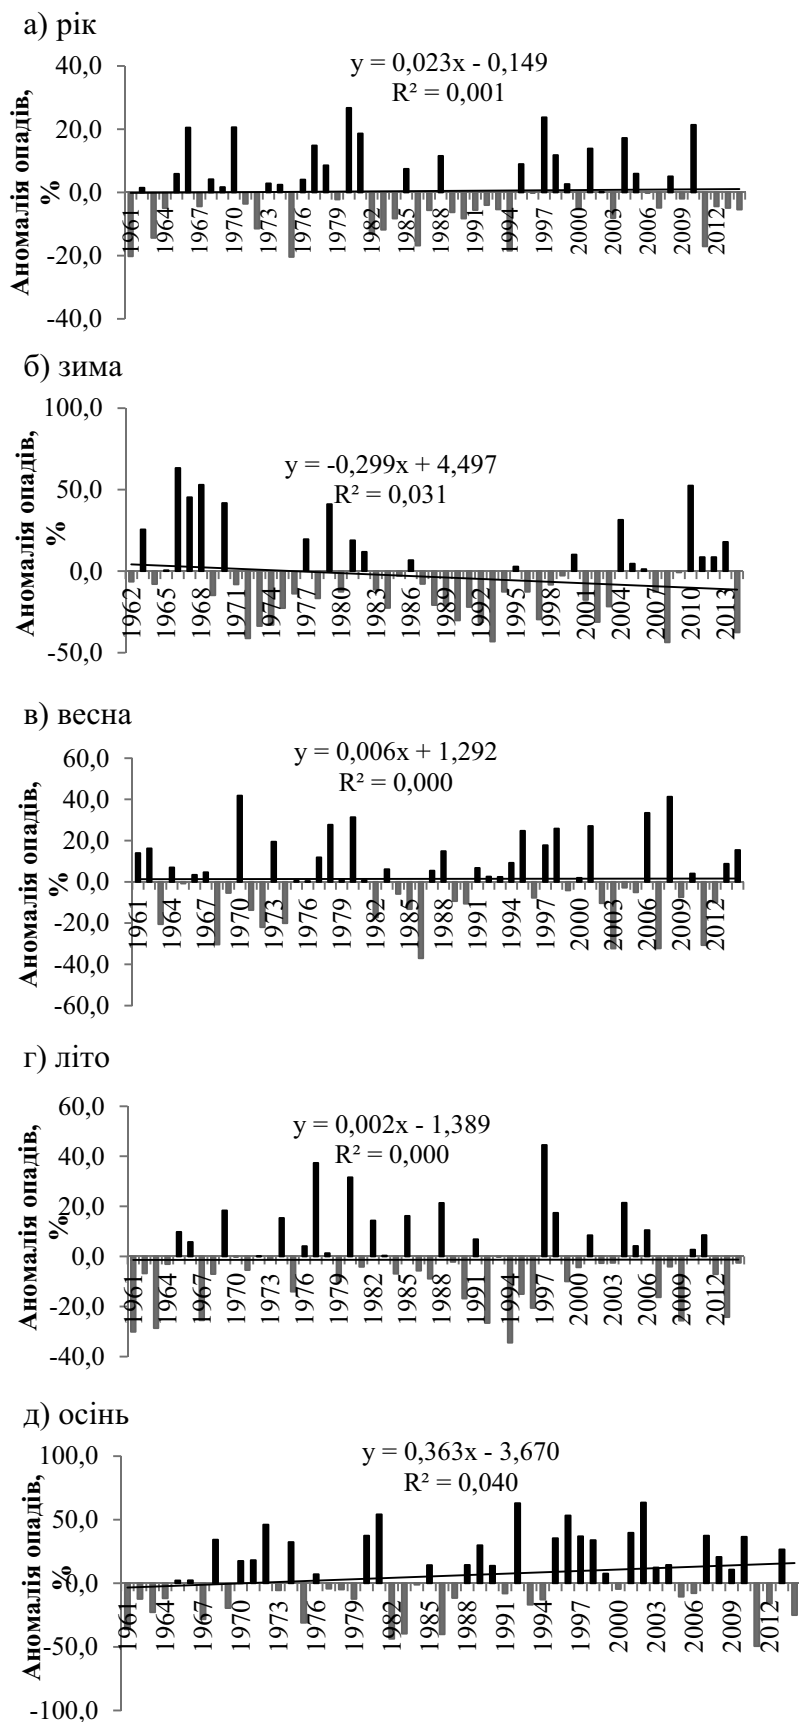 а) рік
Аномалія опадів,
%
y = 0,023x - 0,149
R² = 0,001
40,0
20,0
0,0
-20,0
-40,0
1961 1964 1967 1970 1973 1976 1979 1982 1985 1988 1991 1994 1997 2000 2003 2006 2009 2012
б) зима
Аномалія опадів,
%
y = -0,299x + 4,497
R² = 0,031
100,0
50,0
0,0
-50,0
1962 1965 1968 1971 1974 1977 1980 1983 1986 1989 1992 1995 1998 2001 2004 2007 2010 2013
в) весна
Аномалія опадів,
%
y = 0,006x + 1,292
R² = 0,000
60,0
40,0
20,0
0,0
-20,0
-40,0
-60,0
1961 1964 1967 1970 1973 1976 1979 1982 1985 1988 1991 1994 1997 2000 2003 2006 2009 2012
г) літо
Аномалія опадів,
%
y = 0,002x - 1,389
R² = 0,000
60,0
40,0
20,0
0,0
-20,0
-40,0
1961 1964 1967 1970 1973 1976 1979 1982 1985 1988 1991 1994 1997 2000 2003 2006 2009 2012
д) осінь
Аномалія опадів,
%
y = 0,363x - 3,670
R² = 0,040
100,0
50,0
0,0
-50,0
-100,0
1961 1964 1967 1970 1973 1976 1979 1982 1985 1988 1991 1994 1997 2000 2003 2006 2009 2012